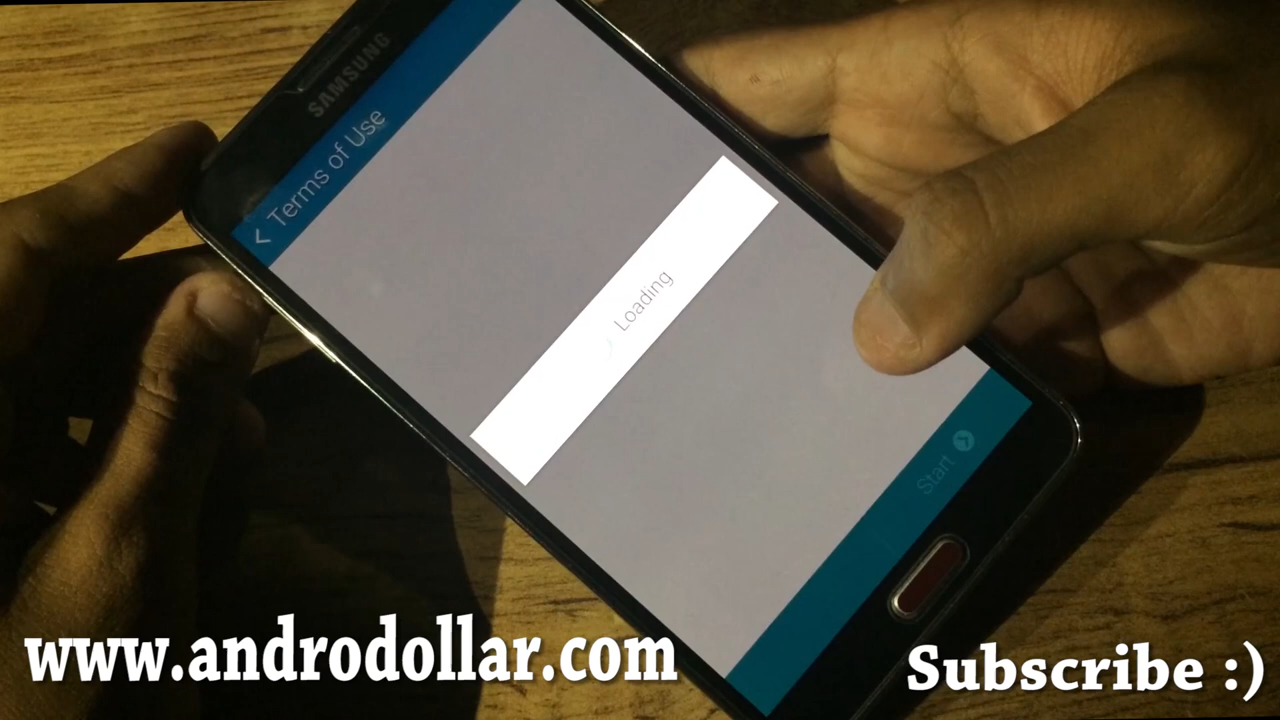 SAMSUNG
Terms of Use
Loading
Start
www.androdollar.com
Subscribe :)